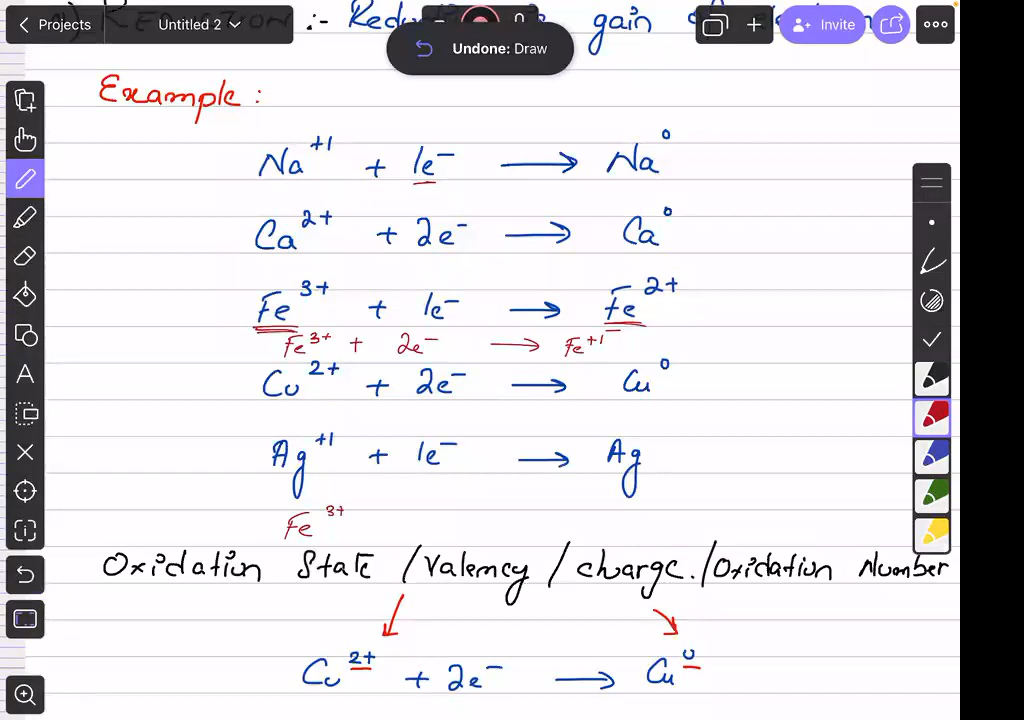 Projects Untitled 2 Invite
:- gain
Undone: Draw
Example :
Na⁺¹ + 1e⁻ ⟶ Na⁰
Ca²⁺ + 2e⁻ ⟶ Ca⁰
Fe³⁺ + 1e⁻ ⟶ Fe²⁺
Fe³⁺ + 2e⁻ ⟶ Fe⁺¹
Cu²⁺ + 2e⁻ ⟶ Cu⁰
Ag⁺¹ + 1e⁻ ⟶ Ag
Fe³⁺
Oxidation State / Valency / charge. / Oxidation Number
Cu²⁺ + 2e⁻ ⟶ Cu⁰